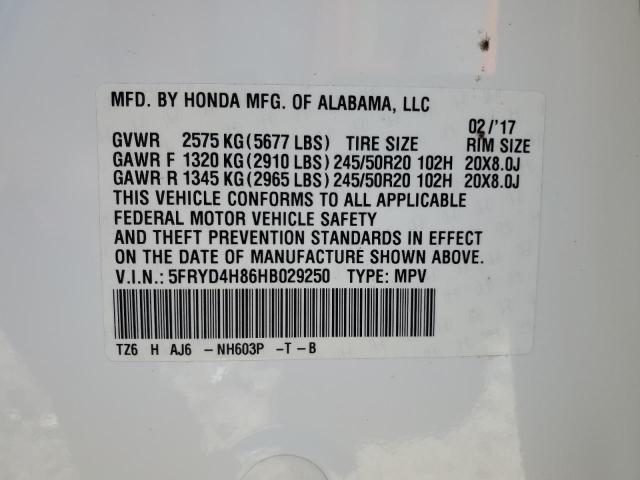 MFD. BY HONDA MFG. OF ALABAMA, LLC
02/'17
GVWR 2575 KG (5677 LBS) TIRE SIZE RIM SIZE
GAWR F 1320 KG (2910 LBS) 245/50R20 102H 20X8.0J
GAWR R 1345 KG (2965 LBS) 245/50R20 102H 20X8.0J
THIS VEHICLE CONFORMS TO ALL APPLICABLE
FEDERAL MOTOR VEHICLE SAFETY
AND THEFT PREVENTION STANDARDS IN EFFECT
ON THE DATE OF MANUFACTURE SHOWN ABOVE.
V.I.N.: 5FRYD4H86HB029250 TYPE: MPV
TZ6 H AJ6 -NH603P -T-B